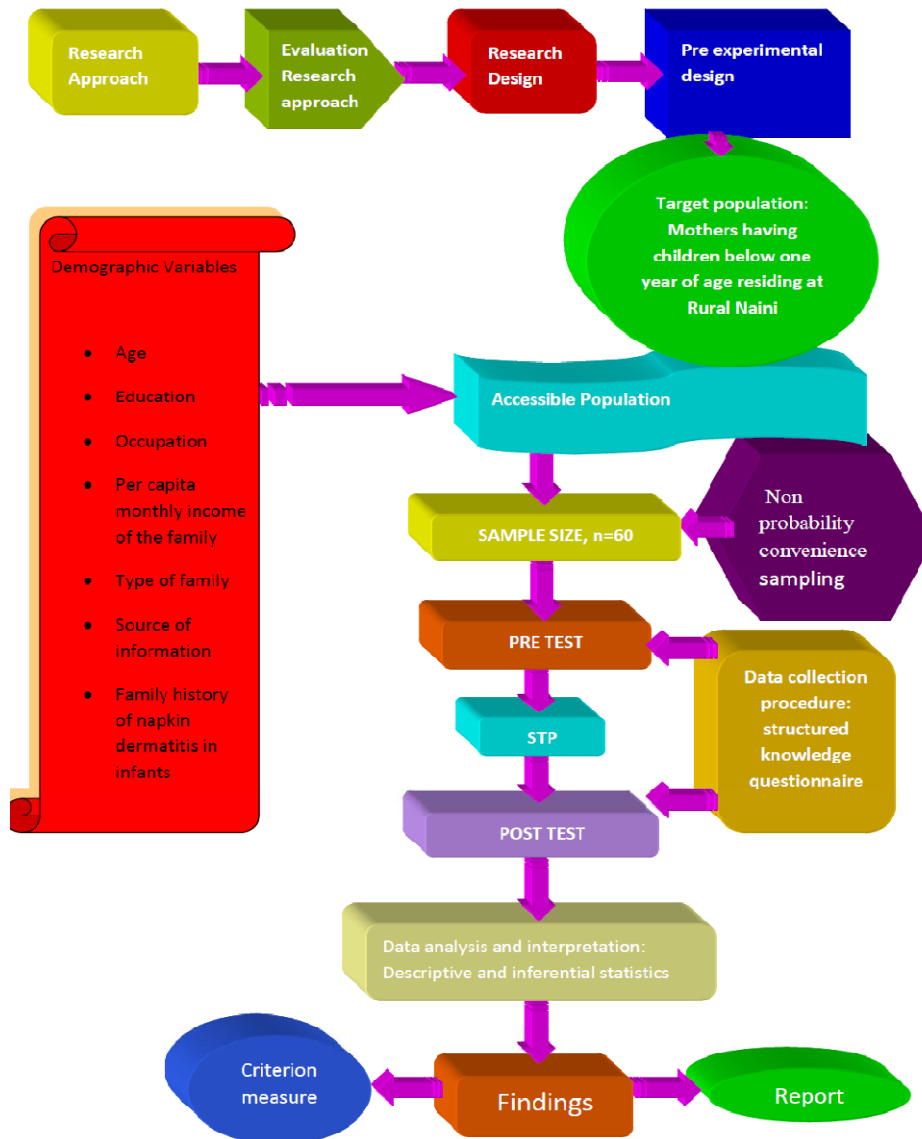 Research
Approach
Evaluation
Research
approach
Research
Design
Pre experimental
design
Target population:
Mothers having
children below one
year of age residing at
Rural Naini
Demographic Variables
• Age
• Education
• Occupation
• Per capita
monthly income
of the family
• Type of family
• Source of
information
• Family history
of napkin
dermatitis in
infants
Accessible Population
SAMPLE SIZE, n=60
Non
probability
convenience
sampling
PRE TEST
Data collection
procedure:
structured
knowledge
questionnaire
STP
POST TEST
Data analysis and interpretation:
Descriptive and inferential statistics
Criterion
measure
Findings
Report